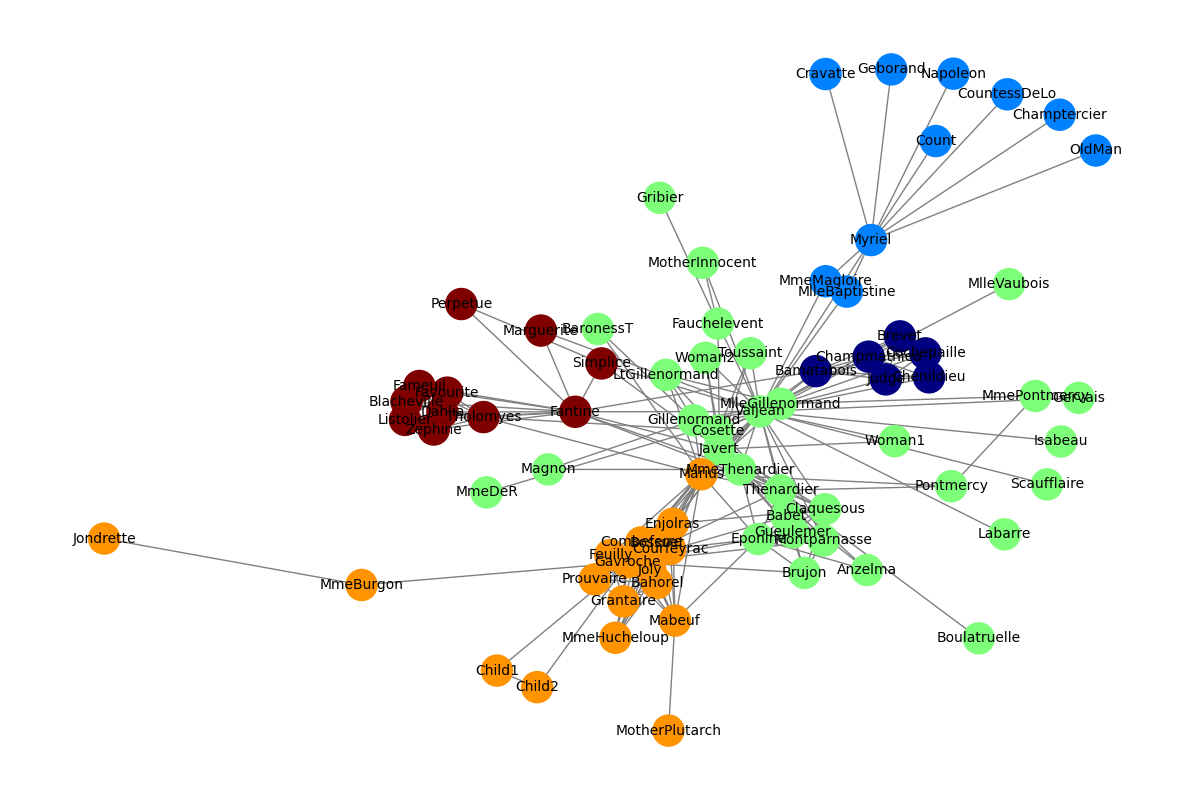 Cravatte
Geborand
Napoleon
CountessDeLo
Champtercier
Count
OldMan
Gribier
Myriel
MotherInnocent
MmeMagloire
MlleBaptistine
MlleVaubois
Perpetue
Marguerite
BaronessT
Fauchelevent
Brevet
Simplice
Woman2
Toussaint
Champmathieu
Cochepaille
LtGillenormand
Bamatabois
Judge
Chenildieu
Fameuil
Favourite
Blacheville
Dahlia
Listolier
Tholomyes
Zephine
Fantine
MlleGillenormand
Valjean
MmePontmercy
Gervais
Gillenormand
Cosette
Woman1
Isabeau
Javert
Magnon
MmeThenardier
Marius
MmeDeR
Thenardier
Pontmercy
Scaufflaire
Claquesous
Babet
Enjolras
Gueulemer
Labarre
Jondrette
Combeferre
Bossuet
Eponine
Montparnasse
Courfeyrac
Feuilly
Gavroche
Joly
Prouvaire
Bahorel
Brujon
Anzelma
MmeBurgon
Grantaire
Mabeuf
MmeHucheloup
Boulatruelle
Child1
Child2
MotherPlutarch